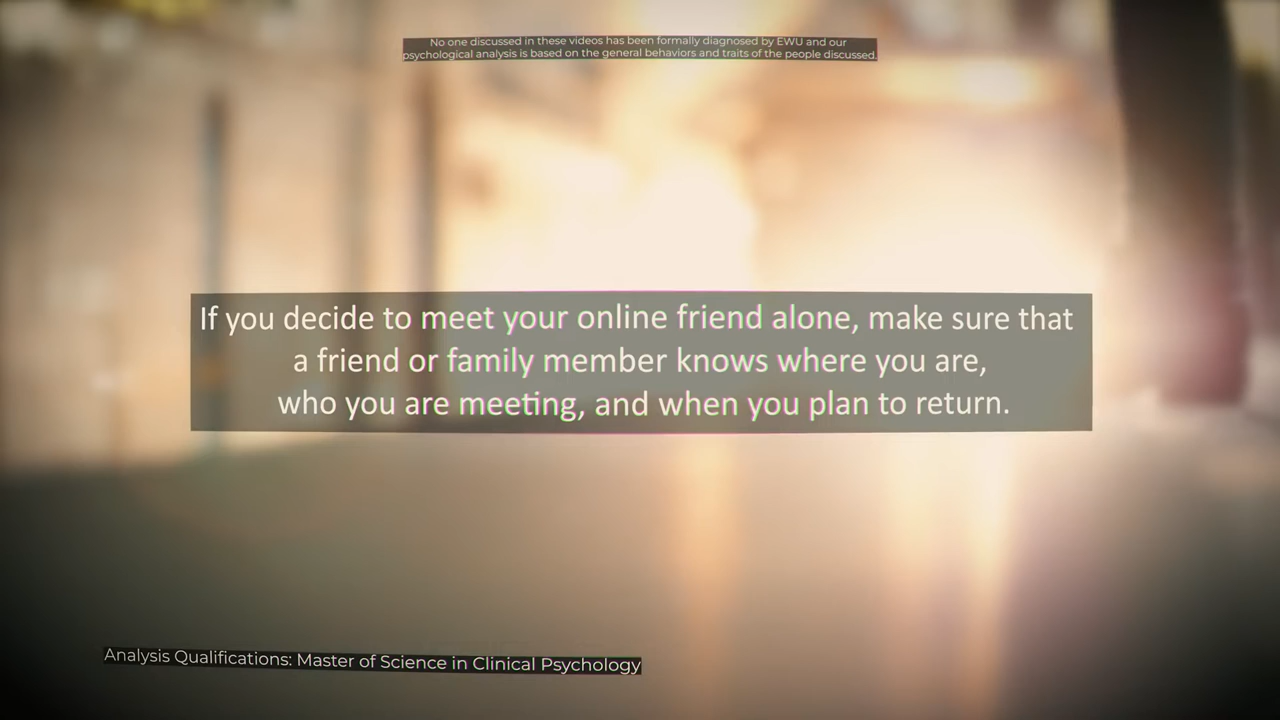 No one discussed in these videos has been formally diagnosed by EWU and our
psychological analysis is based on the general behaviors and traits of the people discussed.
If you decide to meet your online friend alone, make sure that
a friend or family member knows where you are,
who you are meeting, and when you plan to return.
Analysis Qualifications: Master of Science in Clinical Psychology